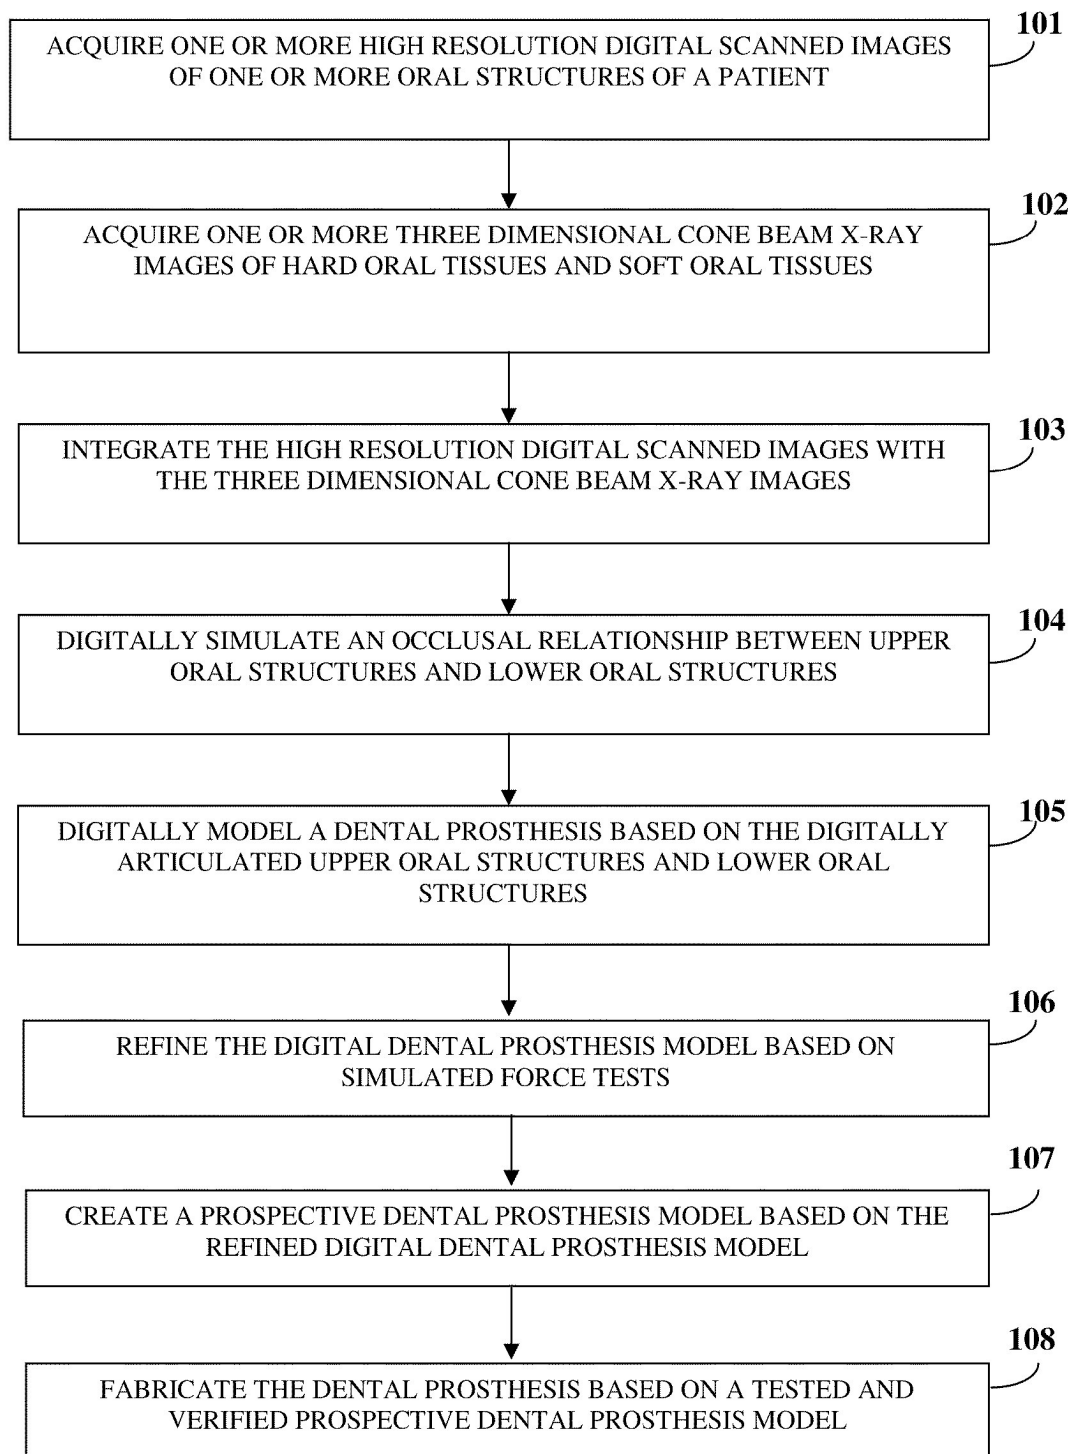 101
ACQUIRE ONE OR MORE HIGH RESOLUTION DIGITAL SCANNED IMAGES
OF ONE OR MORE ORAL STRUCTURES OF A PATIENT
102
ACQUIRE ONE OR MORE THREE DIMENSIONAL CONE BEAM X-RAY
IMAGES OF HARD ORAL TISSUES AND SOFT ORAL TISSUES
103
INTEGRATE THE HIGH RESOLUTION DIGITAL SCANNED IMAGES WITH
THE THREE DIMENSIONAL CONE BEAM X-RAY IMAGES
104
DIGITALLY SIMULATE AN OCCLUSAL RELATIONSHIP BETWEEN UPPER
ORAL STRUCTURES AND LOWER ORAL STRUCTURES
105
DIGITALLY MODEL A DENTAL PROSTHESIS BASED ON THE DIGITALLY
ARTICULATED UPPER ORAL STRUCTURES AND LOWER ORAL
STRUCTURES
106
REFINE THE DIGITAL DENTAL PROSTHESIS MODEL BASED ON
SIMULATED FORCE TESTS
107
CREATE A PROSPECTIVE DENTAL PROSTHESIS MODEL BASED ON THE
REFINED DIGITAL DENTAL PROSTHESIS MODEL
108
FABRICATE THE DENTAL PROSTHESIS BASED ON A TESTED AND
VERIFIED PROSPECTIVE DENTAL PROSTHESIS MODEL